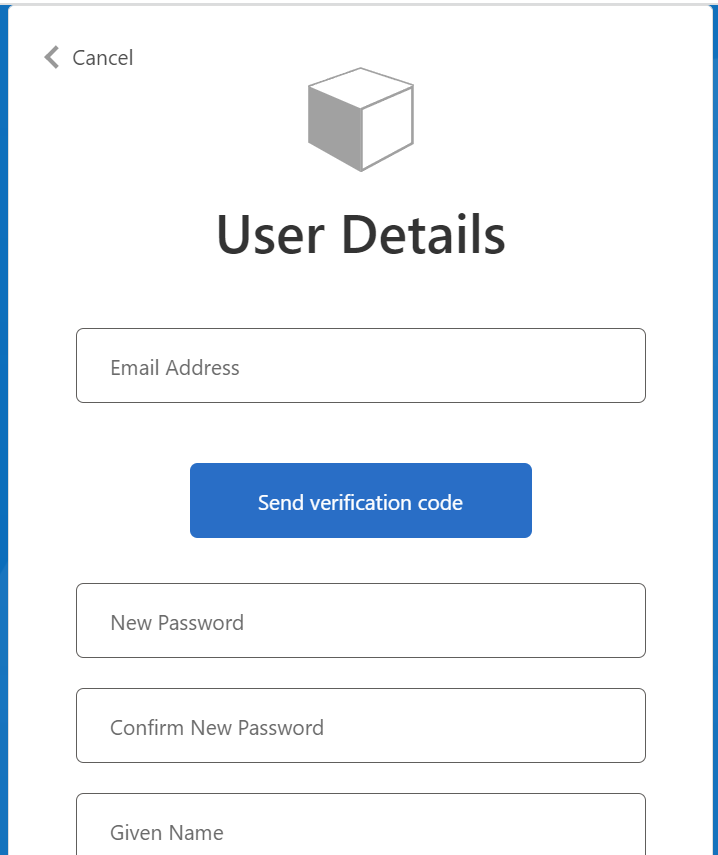 Cancel
User Details
Email Address
Send verification code
New Password
Confirm New Password
Given Name